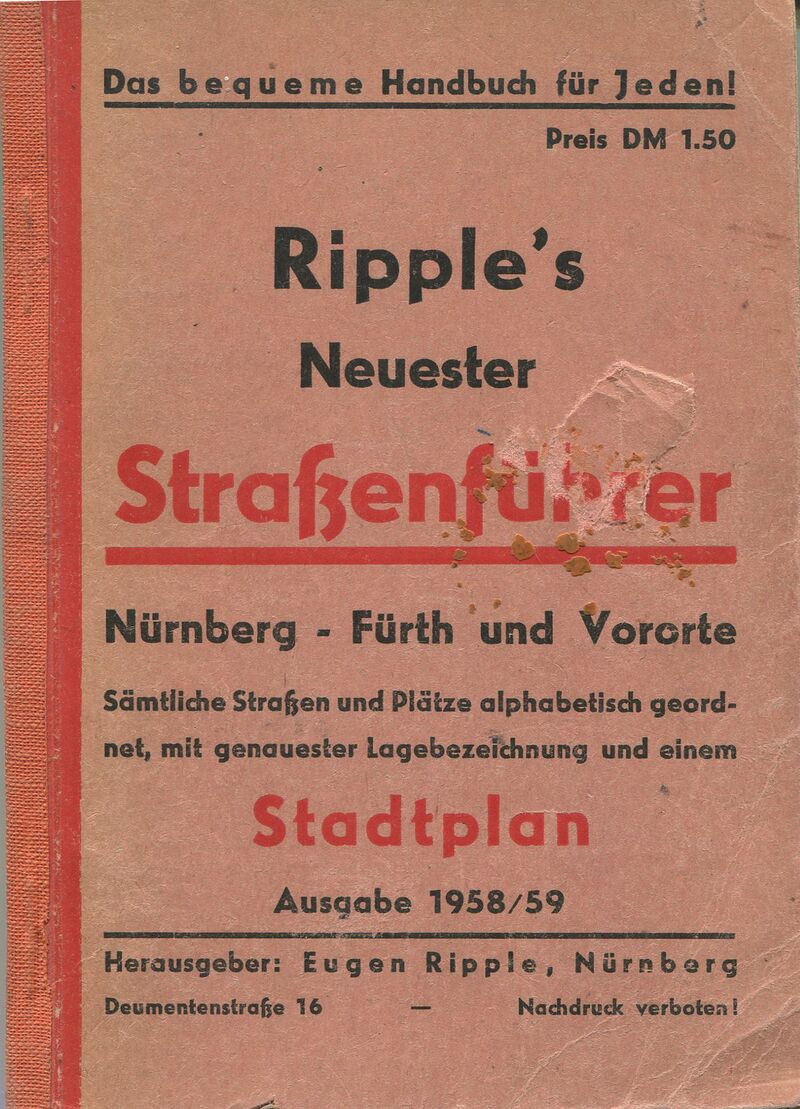 Das bequeme Handbuch für Jeden!
Preis DM 1.50
Ripple's
Neuester
Straßenführer
Nürnberg - Fürth und Vororte
Sämtliche Straßen und Plätze alphabetisch geord-
net, mit genauester Lagebezeichnung und einem
Stadtplan
Ausgabe 1958/59
Herausgeber: Eugen Ripple, Nürnberg
Deumentenstraße 16 — Nachdruck verboten!